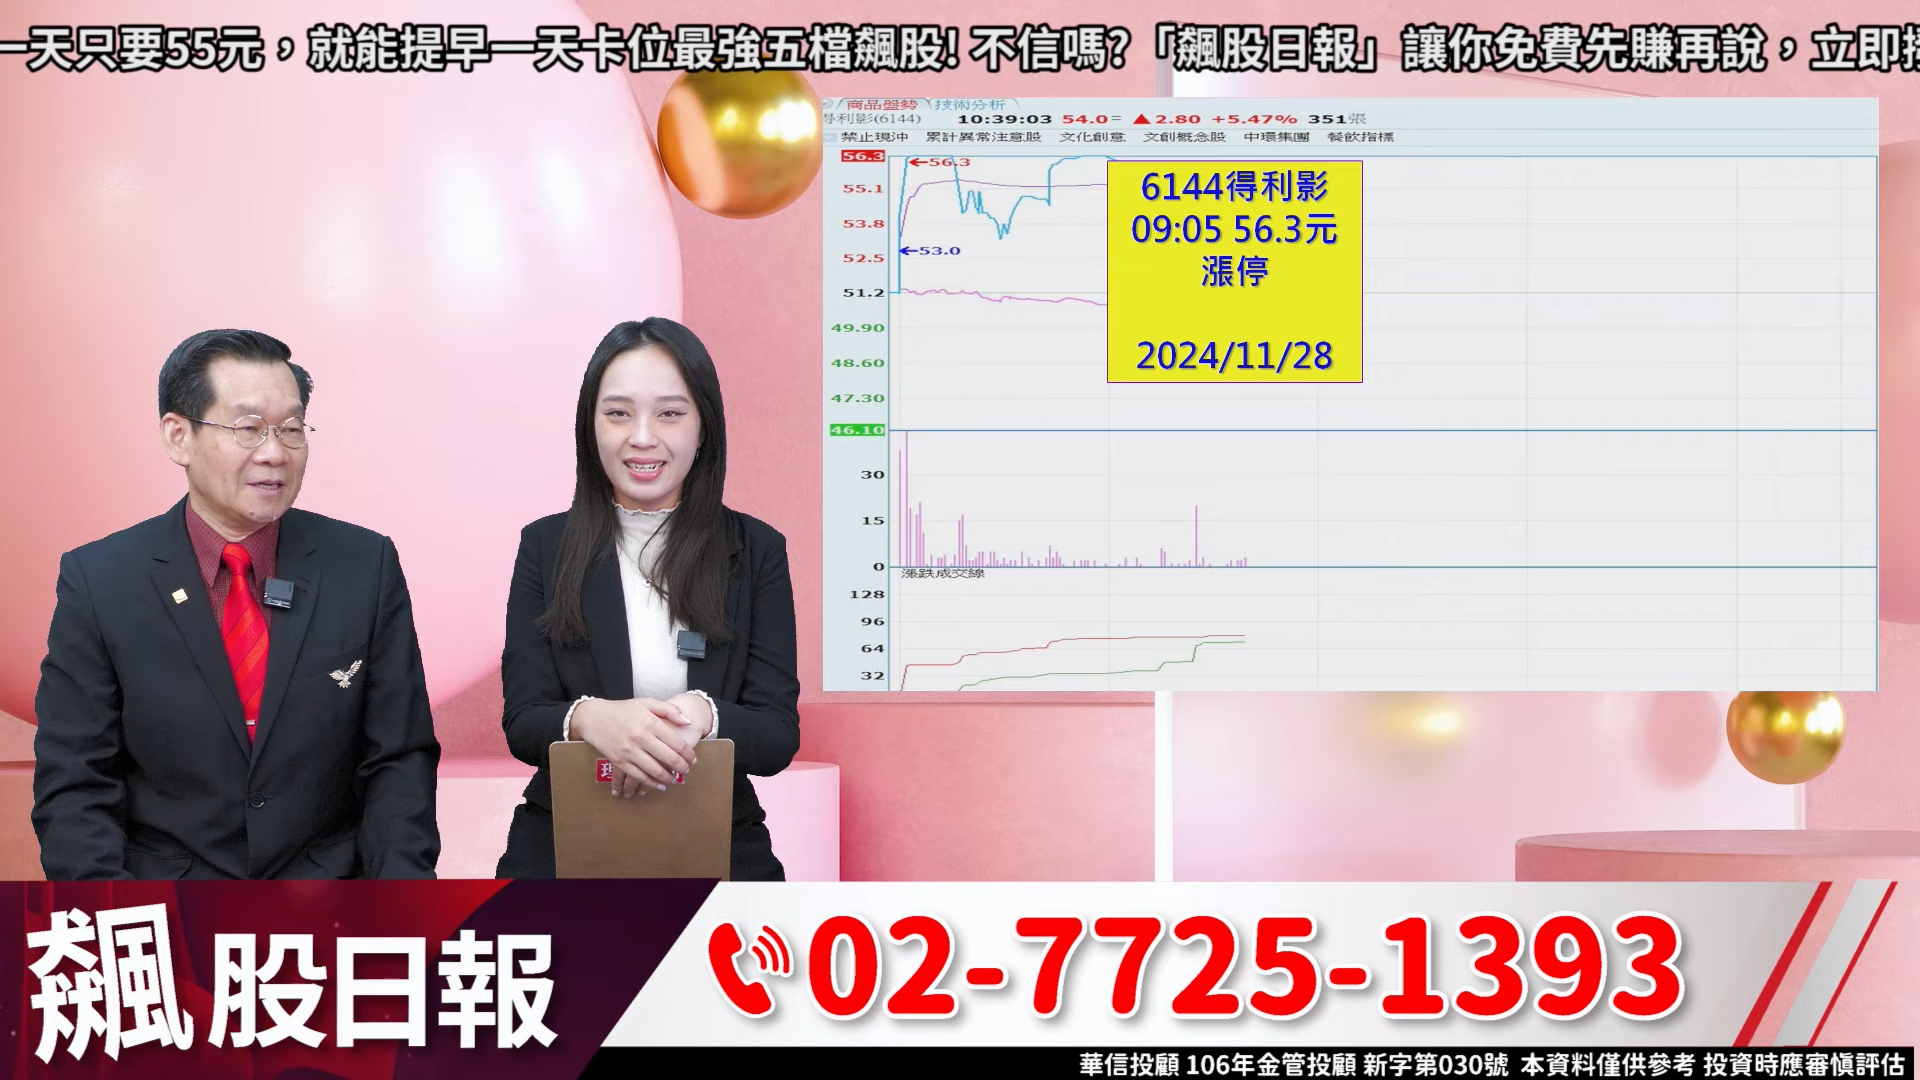 一天只要55元，就能提早一天卡位最強五檔飆股! 不信嗎?「飆股日報」讓你免費先賺再說，立即
商品盤勢 技術分析
得利影(6144) 10:39:03 54.0= ▲2.80 +5.47% 351張
禁止現沖 累計異常注意股 文化創意 文創概念股 中環集團 餐飲指標
56.3
55.1
53.8
52.5
51.2
49.90
48.60
47.30
46.10
30
15
0
128
96
64
32
←56.3
←53.0
漲跌成交線
6144得利影
09:05 56.3元
漲停
2024/11/28
飆股日報
02-7725-1393
華信投顧 106年金管投顧 新字第030號 本資料僅供參考 投資時應審慎評估